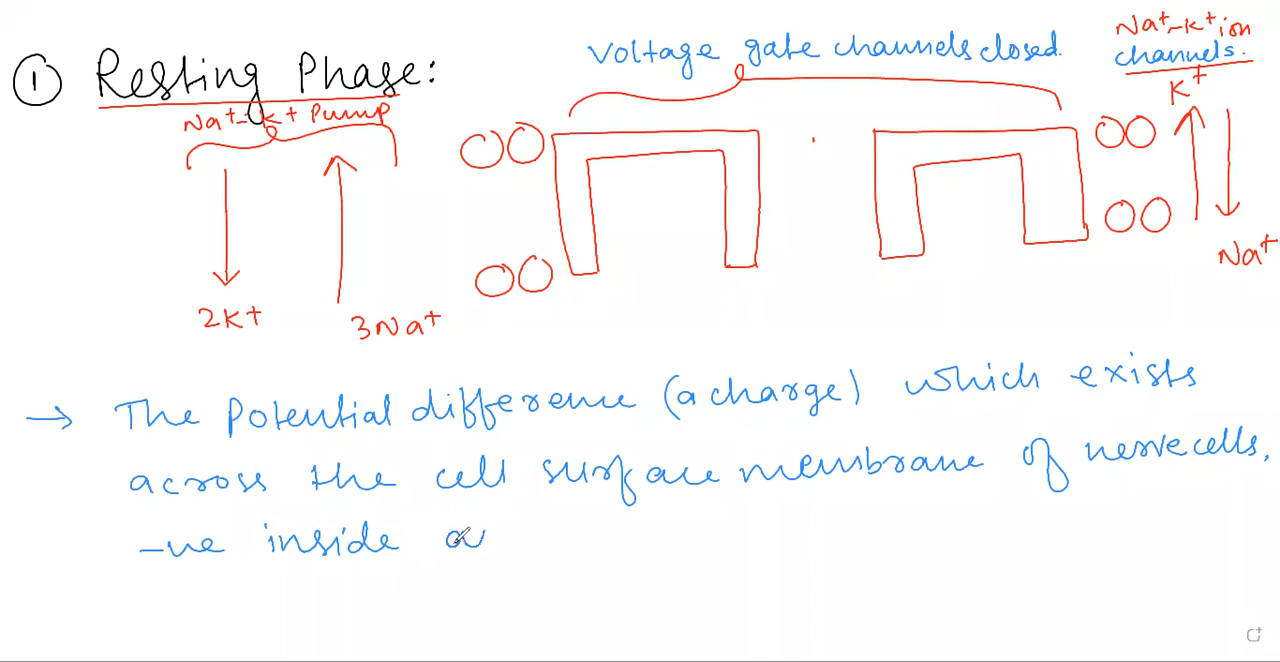 ① Resting Phase:
Na+-K+ Pump
2K+
3Na+
Voltage gate channels closed.
Na+-K+ ion
channels.
K+
Na+
→ The Potential difference (a charge) which exists
across the cell surface membrane of nerve cells,
-ve inside a